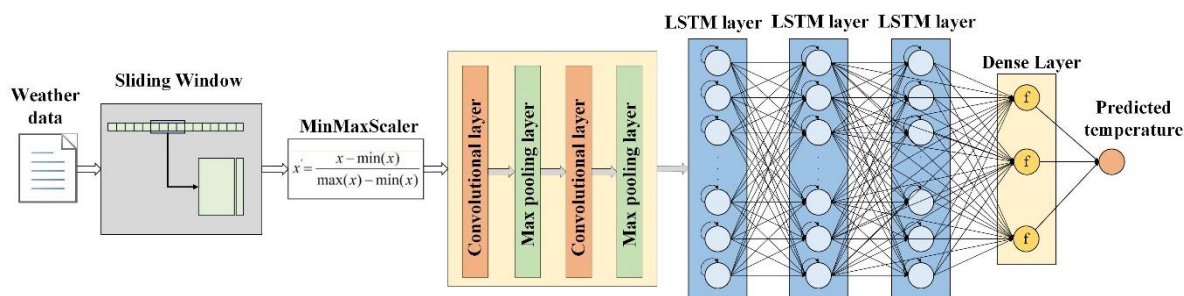 Weather
data
Sliding Window
MinMaxScaler
x' = x − min(x) / max(x) − min(x)
Convolutional layer
Max pooling layer
Convolutional layer
Max pooling layer
LSTM layer
LSTM layer
LSTM layer
Dense Layer
f
f
f
Predicted
temperature